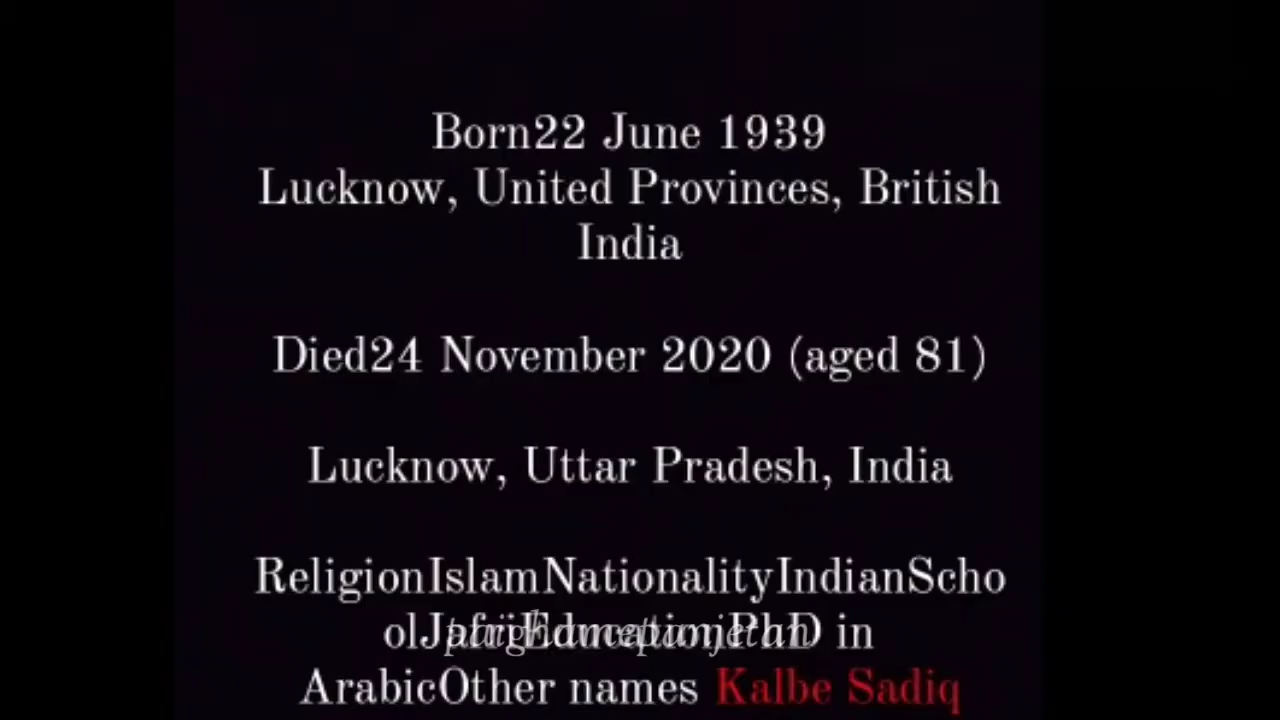 Born22 June 1939
Lucknow, United Provinces, British
India
Died24 November 2020 (aged 81)
Lucknow, Uttar Pradesh, India
ReligionIslamNationalityIndianScho
olJafriEducationPhD in
ArabicOther names Kalbe Sadiq